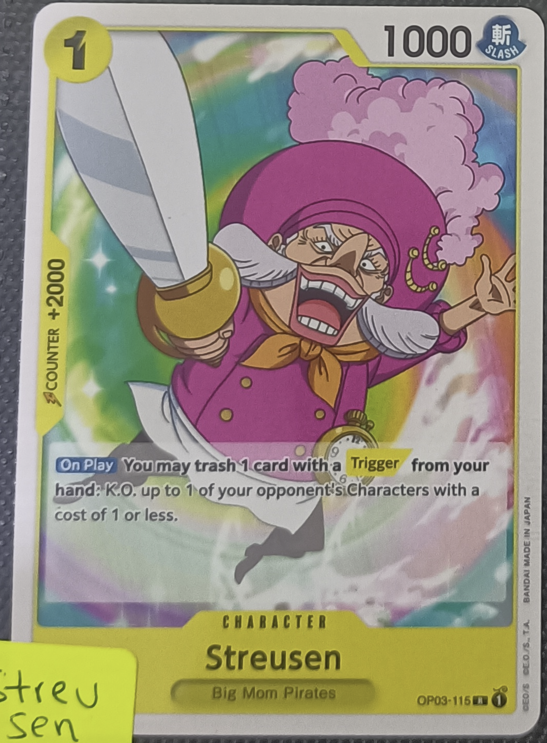 1
1000
斬
SLASH
COUNTER +2000
On Play You may trash 1 card with a Trigger from your
hand: K.O. up to 1 of your opponent's Characters with a
cost of 1 or less.
CHARACTER
Streusen
Big Mom Pirates
OP03-115 R 1
©E.O./S ©E.O./S., T.A. BANDAI MADE IN JAPAN
Streu
sen